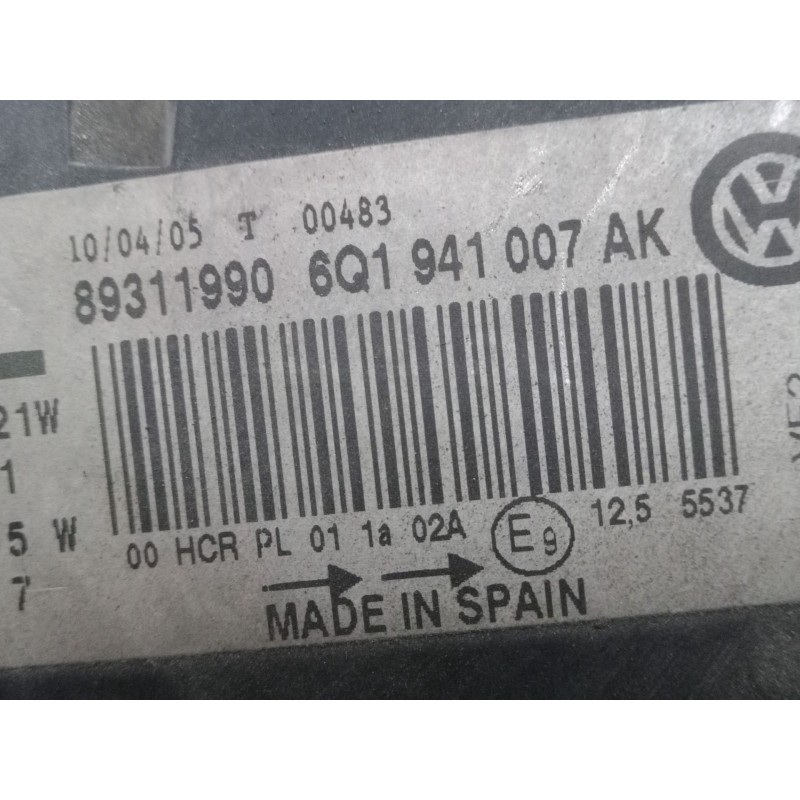 10/04/05 T 00483
89311990 6Q1 941 007 AK
21W
1
5 W
7
00 HCR PL 01 1a 02A E9 12,5 5537
MADE IN SPAIN
VW